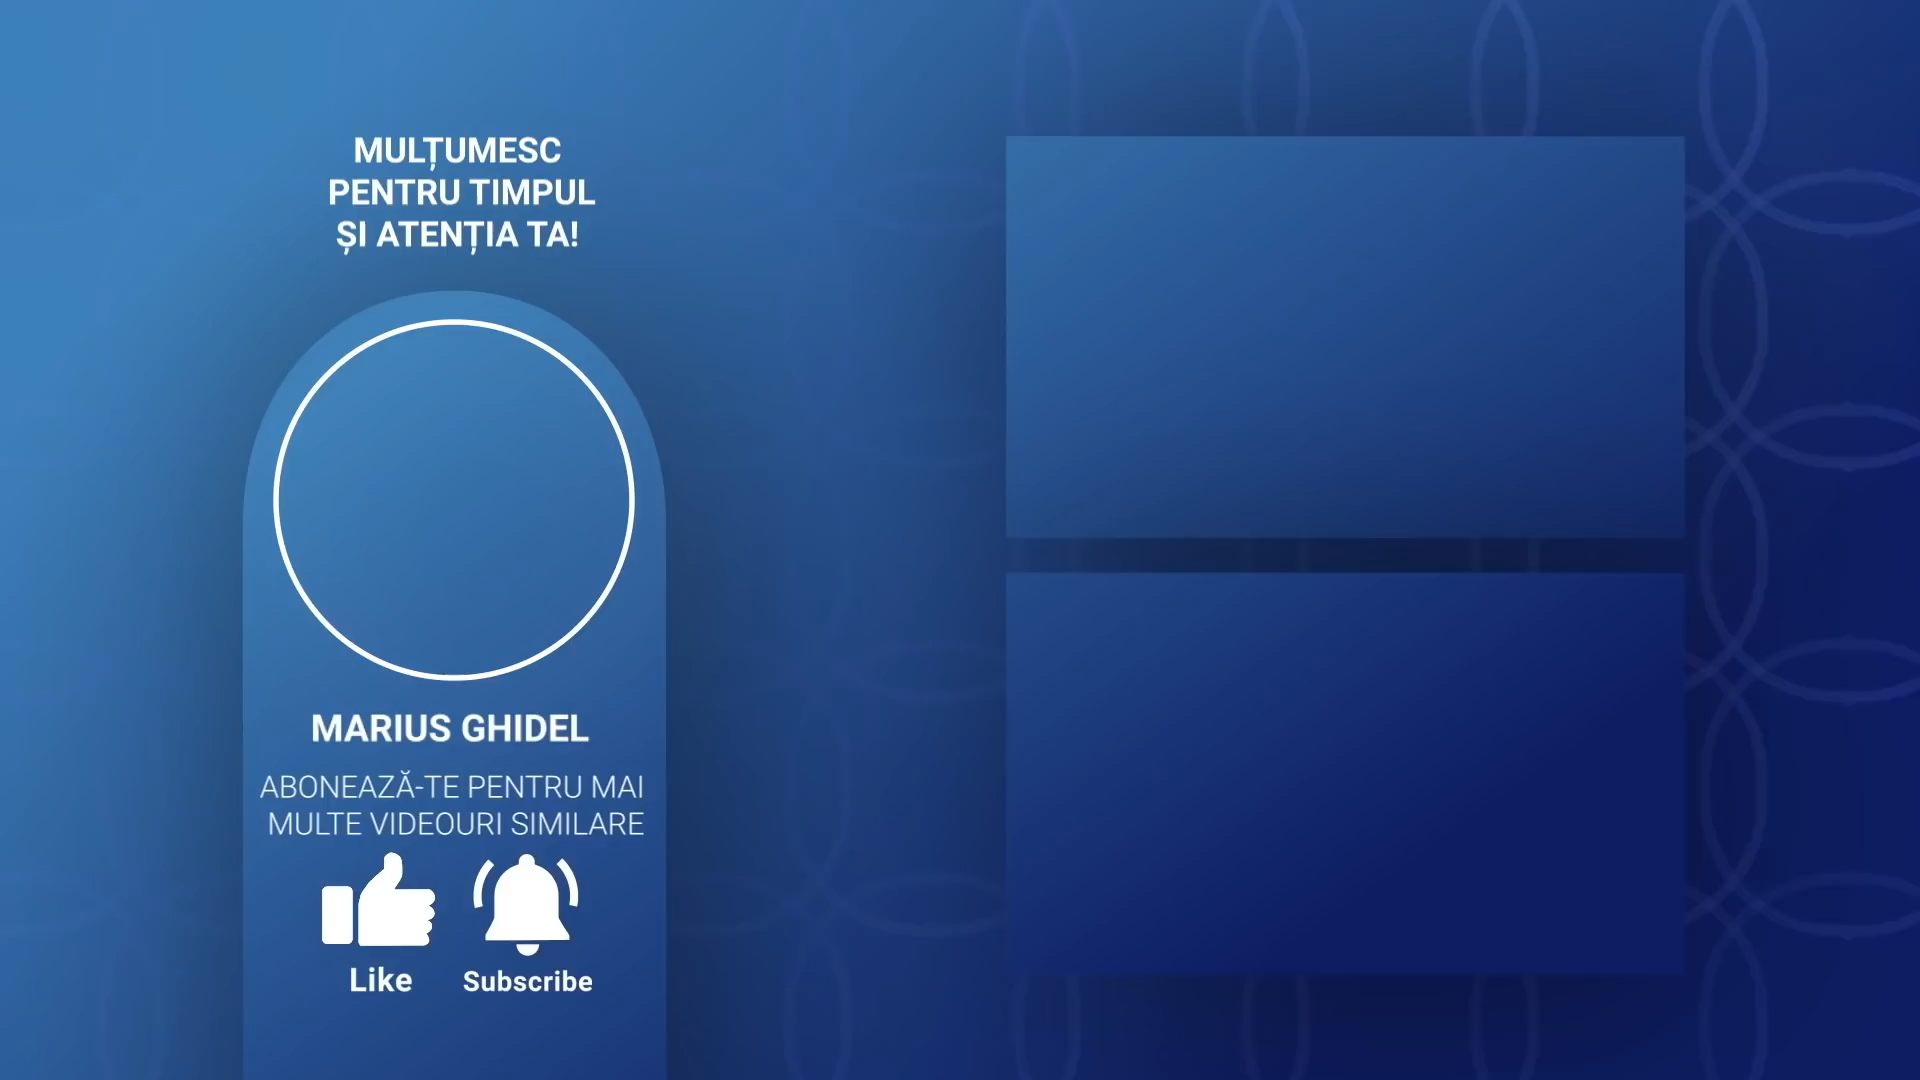 MULȚUMESC
PENTRU TIMPUL
ȘI ATENȚIA TA!
MARIUS GHIDEL
ABONEAZĂ-TE PENTRU MAI
MULTE VIDEOURI SIMILARE
Like
Subscribe